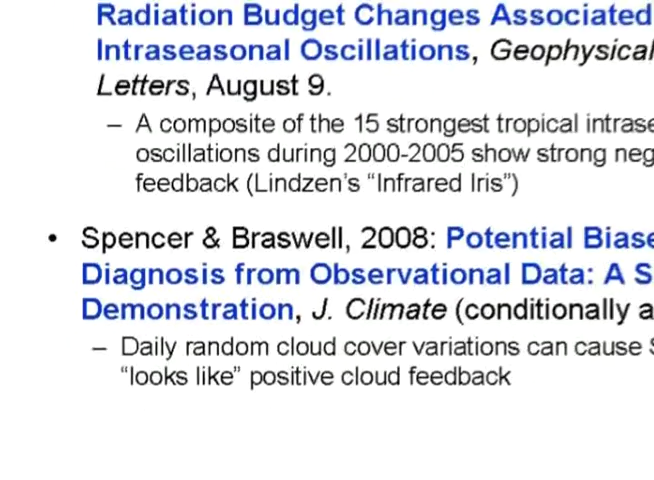 Radiation Budget Changes Associated
Intraseasonal Oscillations, Geophysical
Letters, August 9.
– A composite of the 15 strongest tropical
oscillations during 2000-2005 show strong
feedback (Lindzen's “Infrared Iris”)
• Spencer & Braswell, 2008: Potential
Diagnosis from Observational Data: A
Demonstration, J. Climate (conditionally
– Daily random cloud cover variations can cause
“looks like” positive cloud feedback